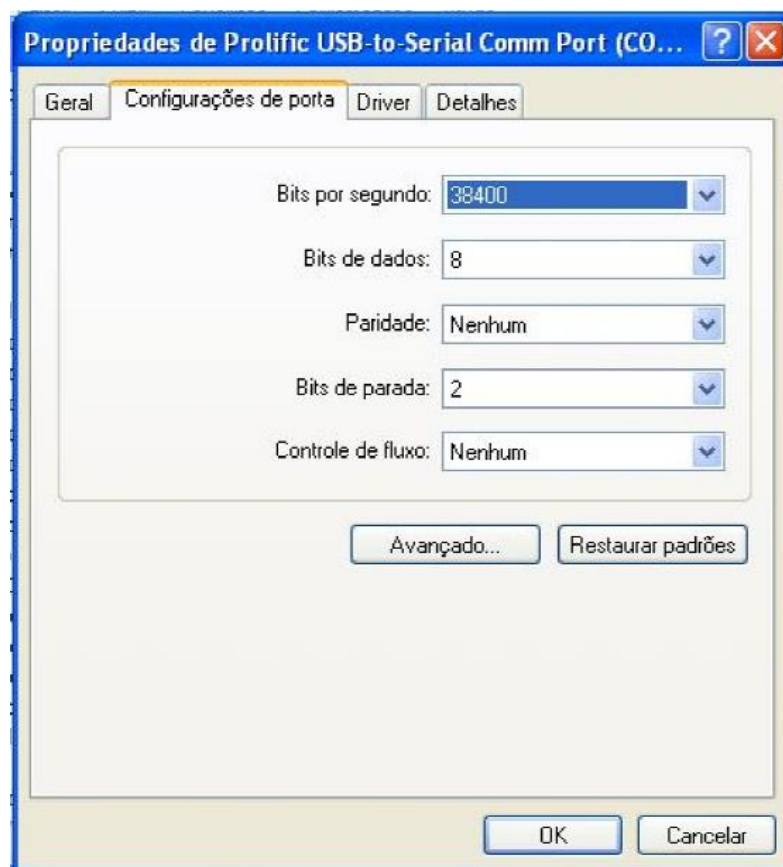 Propriedades de Prolific USB-to-Serial Comm Port (CO...
Geral Configurações de porta Driver Detalhes
Bits por segundo: 38400
Bits de dados: 8
Paridade: Nenhum
Bits de parada: 2
Controle de fluxo: Nenhum
Avançado... Restaurar padrões
OK Cancelar